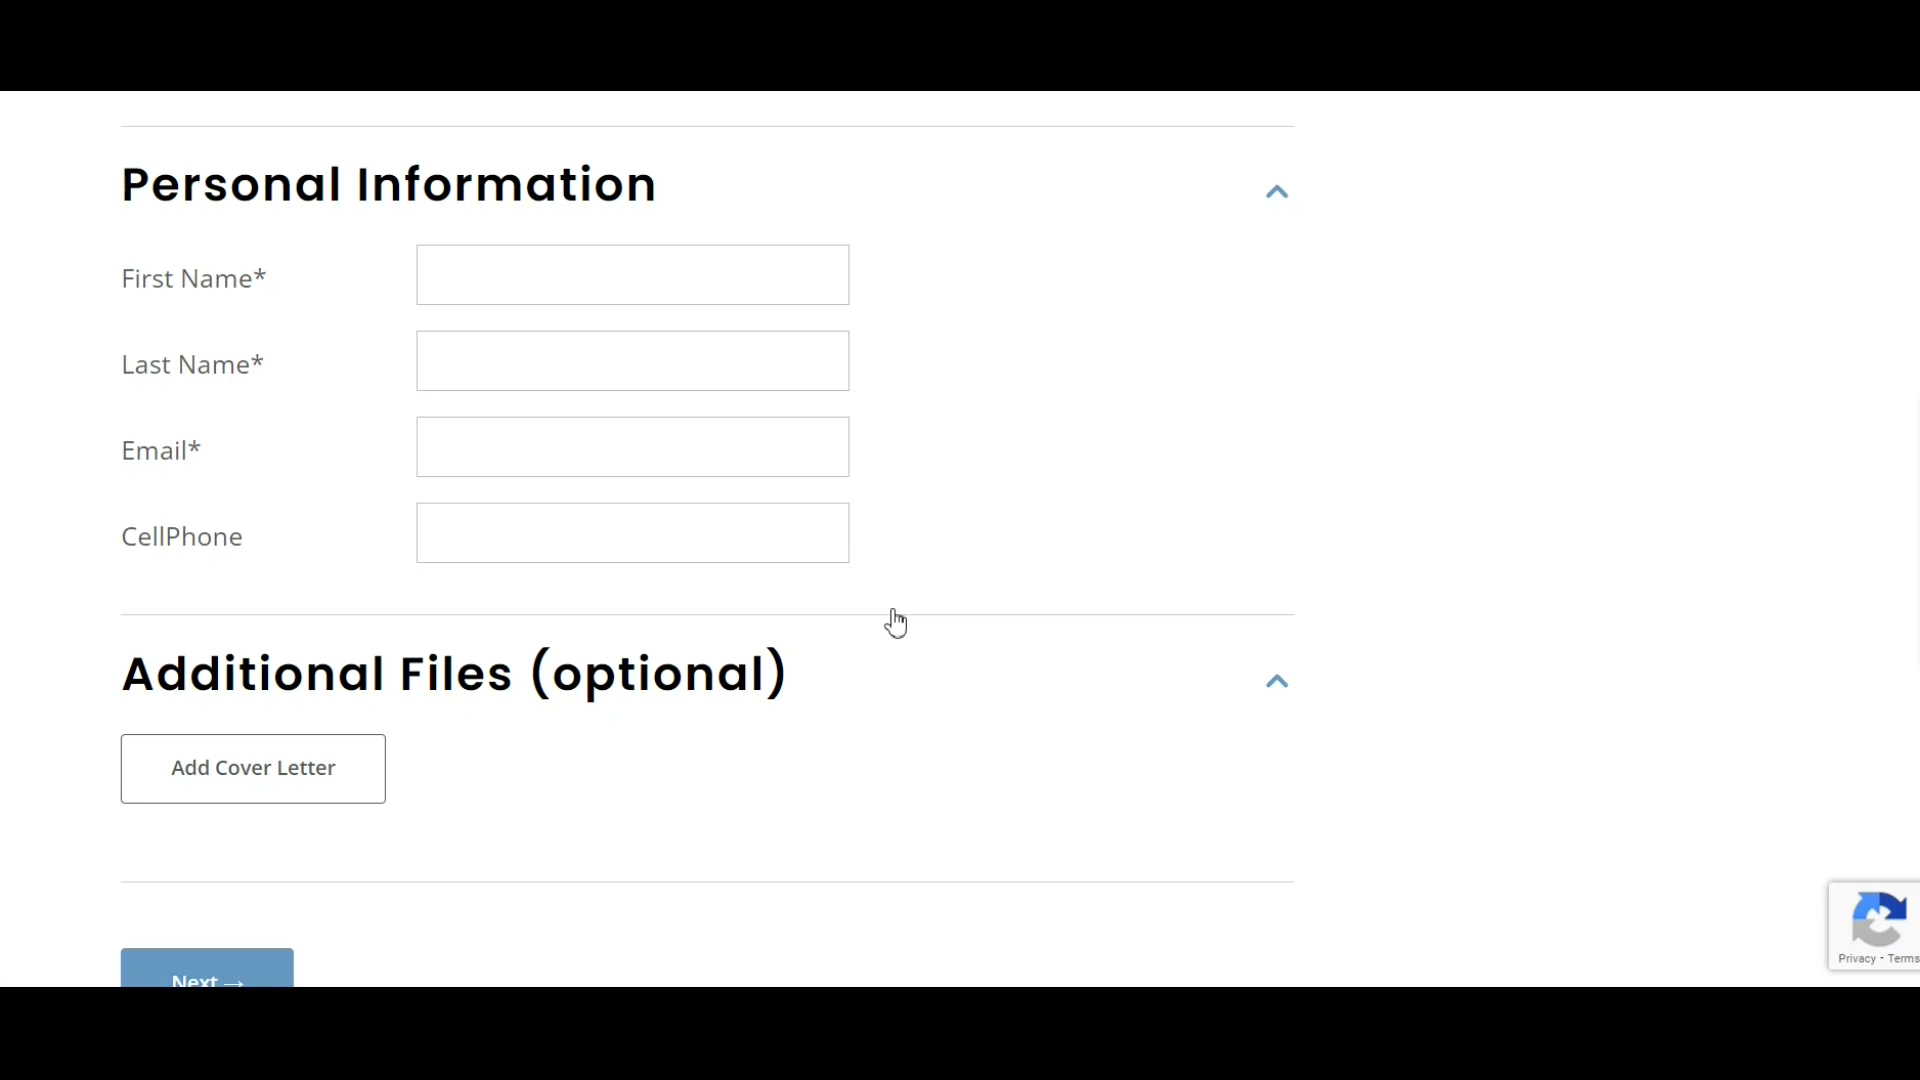 Personal Information
First Name*
Last Name*
Email*
CellPhone
Additional Files (optional)
Add Cover Letter
Next →
Privacy - Terms